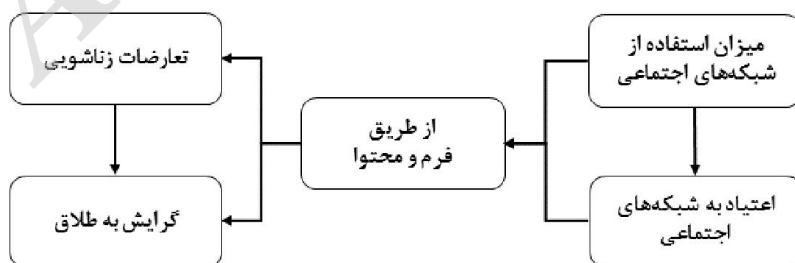 میزان استفاده از
شبکه‌های اجتماعی
اعتیاد به شبکه‌های
اجتماعی
از طریق
فرم و محتوا
تعارضات زناشویی
گرایش به طلاق